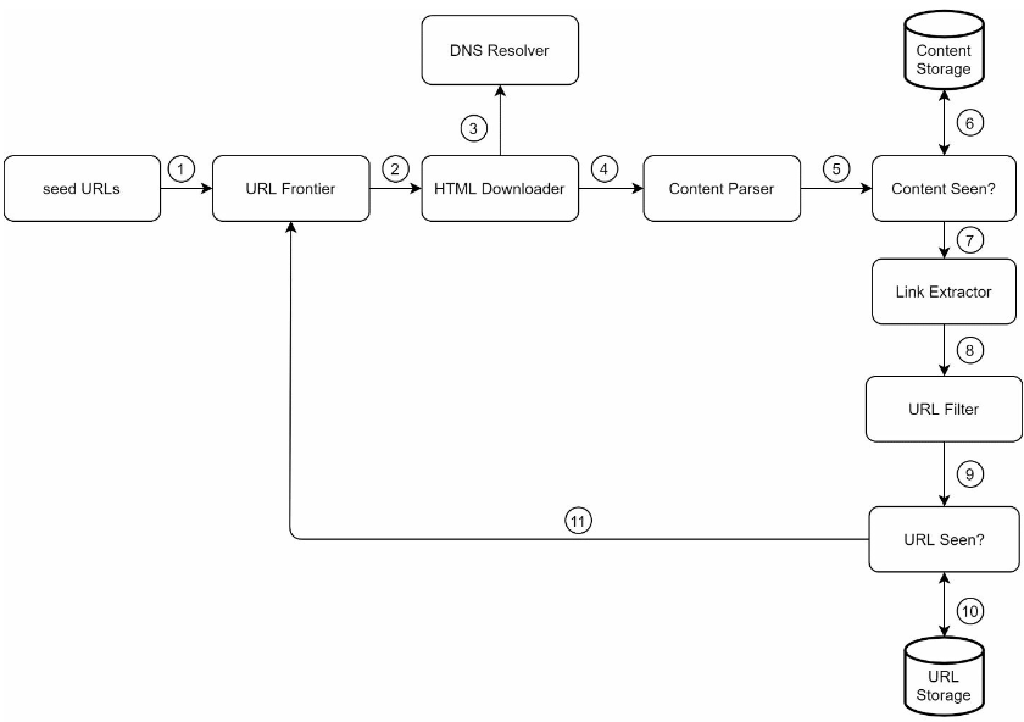 DNS Resolver
Content
Storage
3
6
seed URLs
1
URL Frontier
2
HTML Downloader
4
Content Parser
5
Content Seen?
7
Link Extractor
8
URL Filter
9
11
URL Seen?
10
URL
Storage